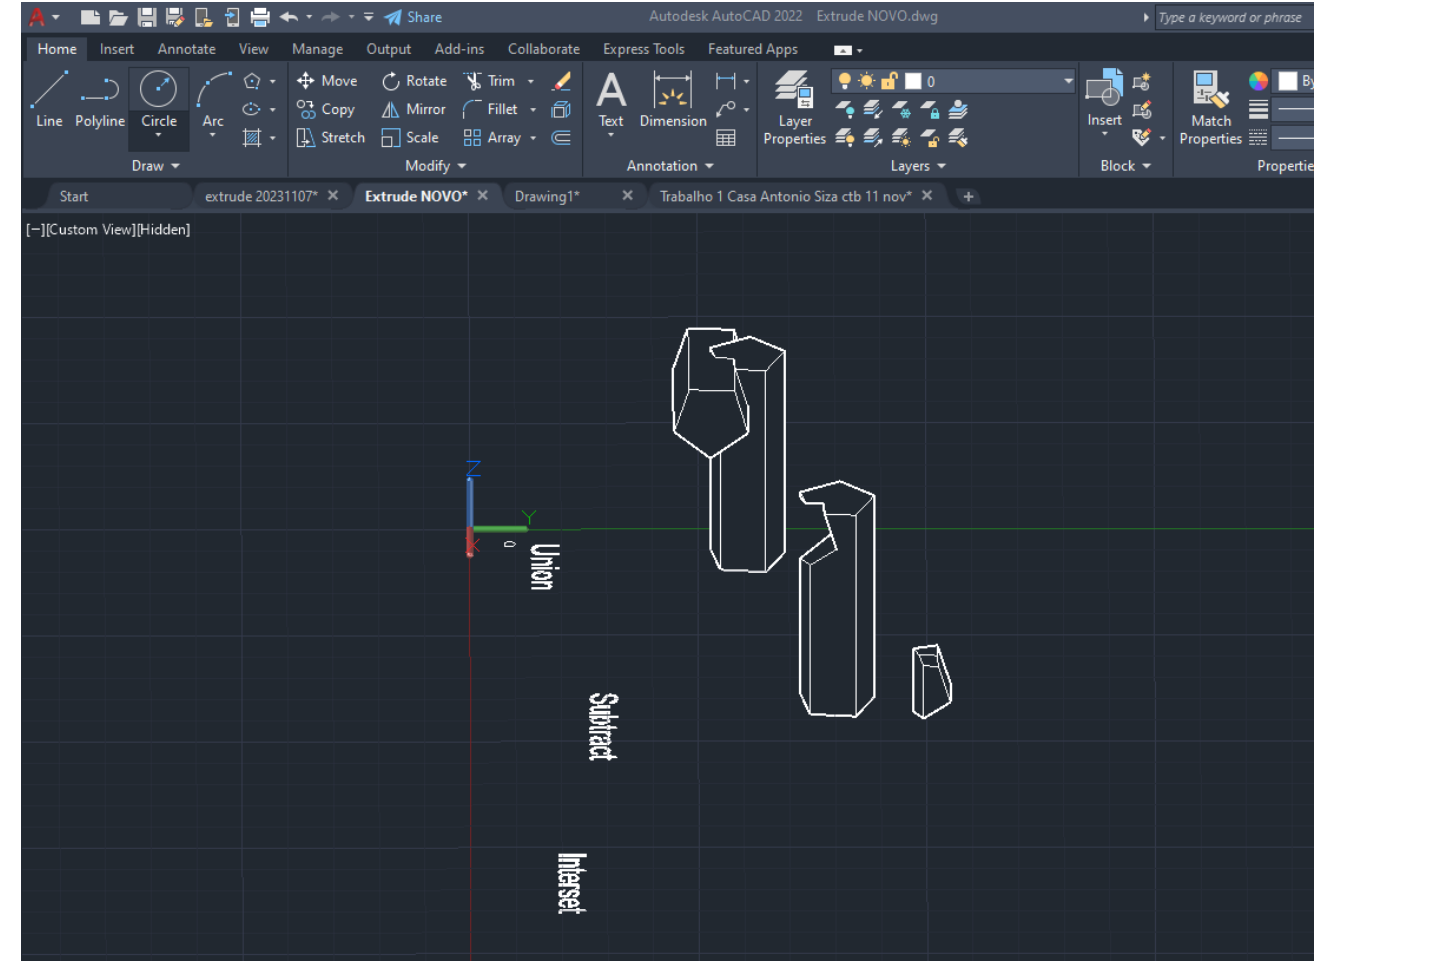 Share
Autodesk AutoCAD 2022 Extrude NOVO.dwg
Type a keyword or phrase
Home Insert Annotate View Manage Output Add-ins Collaborate Express Tools Featured Apps
Move Rotate Trim 0 By
Copy Mirror Fillet
Line Polyline Circle Arc Text Dimension Layer Properties Insert Match Properties
Stretch Scale Array
Draw Modify Annotation Layers Block Propertie
Start extrude 20231107* Extrude NOVO* Drawing1* Trabalho 1 Casa Antonio Siza ctb 11 nov*
[−][Custom View][Hidden]
Z
Y
X
Union
Subtract
Interset